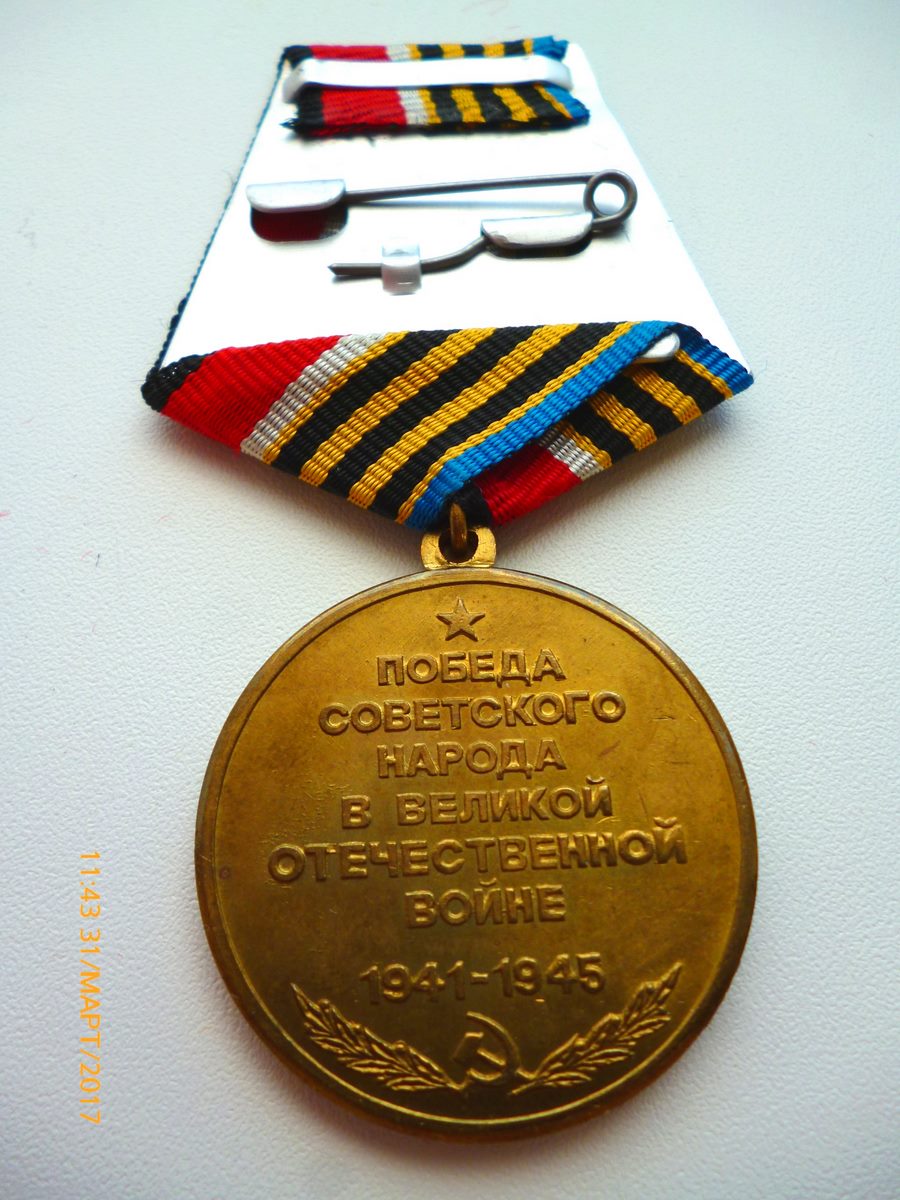 ПОБЕДА
СОВЕТСКОГО
НАРОДА
В ВЕЛИКОЙ
ОТЕЧЕСТВЕННОЙ
ВОЙНЕ
1941-1945
11:43 31/МАРТ/2017